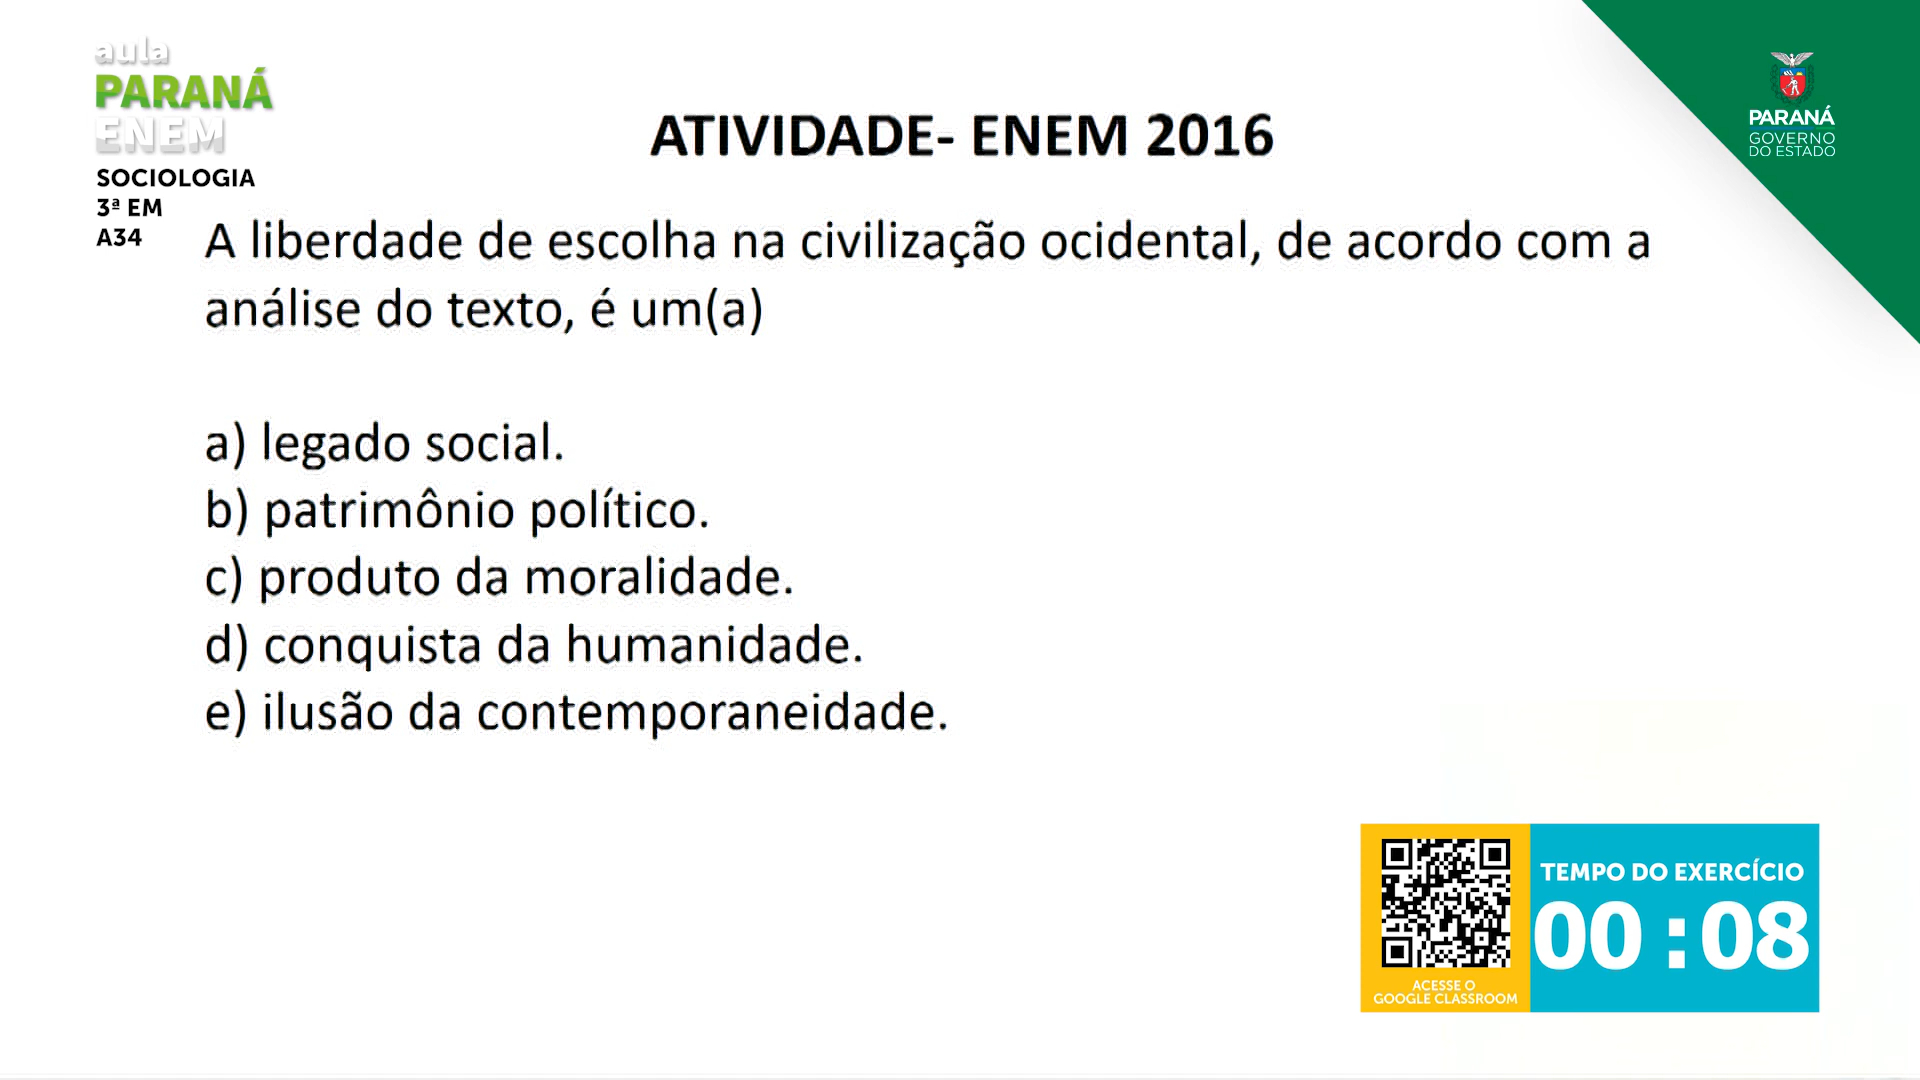 aula
PARANÁ
ENEM
SOCIOLOGIA
3ª EM
A34
PARANÁ
GOVERNO
DO ESTADO
ATIVIDADE- ENEM 2016
A liberdade de escolha na civilização ocidental, de acordo com a
análise do texto, é um(a)
a) legado social.
b) patrimônio político.
c) produto da moralidade.
d) conquista da humanidade.
e) ilusão da contemporaneidade.
TEMPO DO EXERCÍCIO
00:08
ACESSE O
GOOGLE CLASSROOM